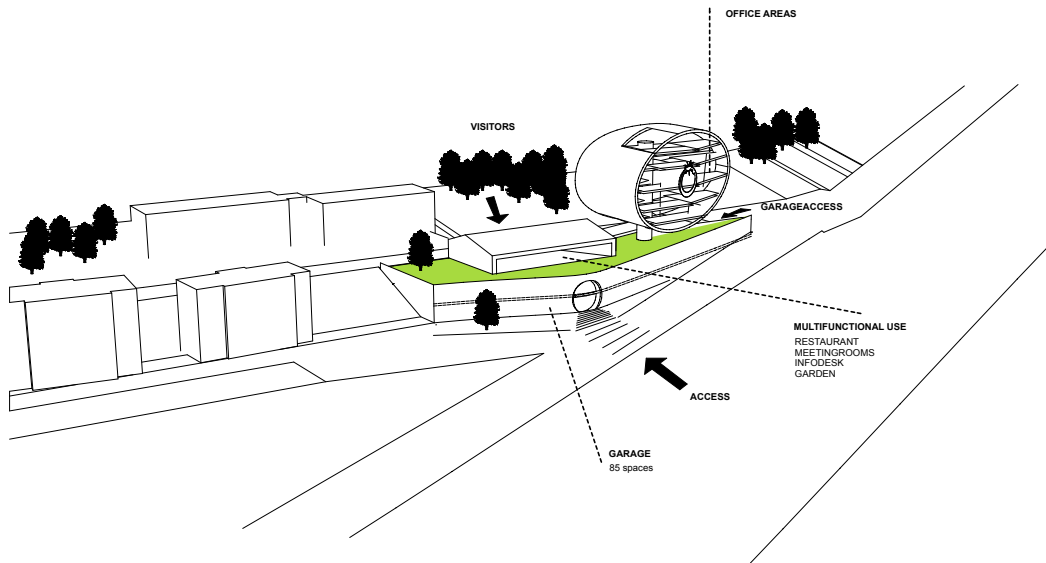 OFFICE AREAS
VISITORS
GARAGEACCESS
MULTIFUNCTIONAL USE
RESTAURANT
MEETINGROOMS
INFODESK
GARDEN
ACCESS
GARAGE
85 spaces